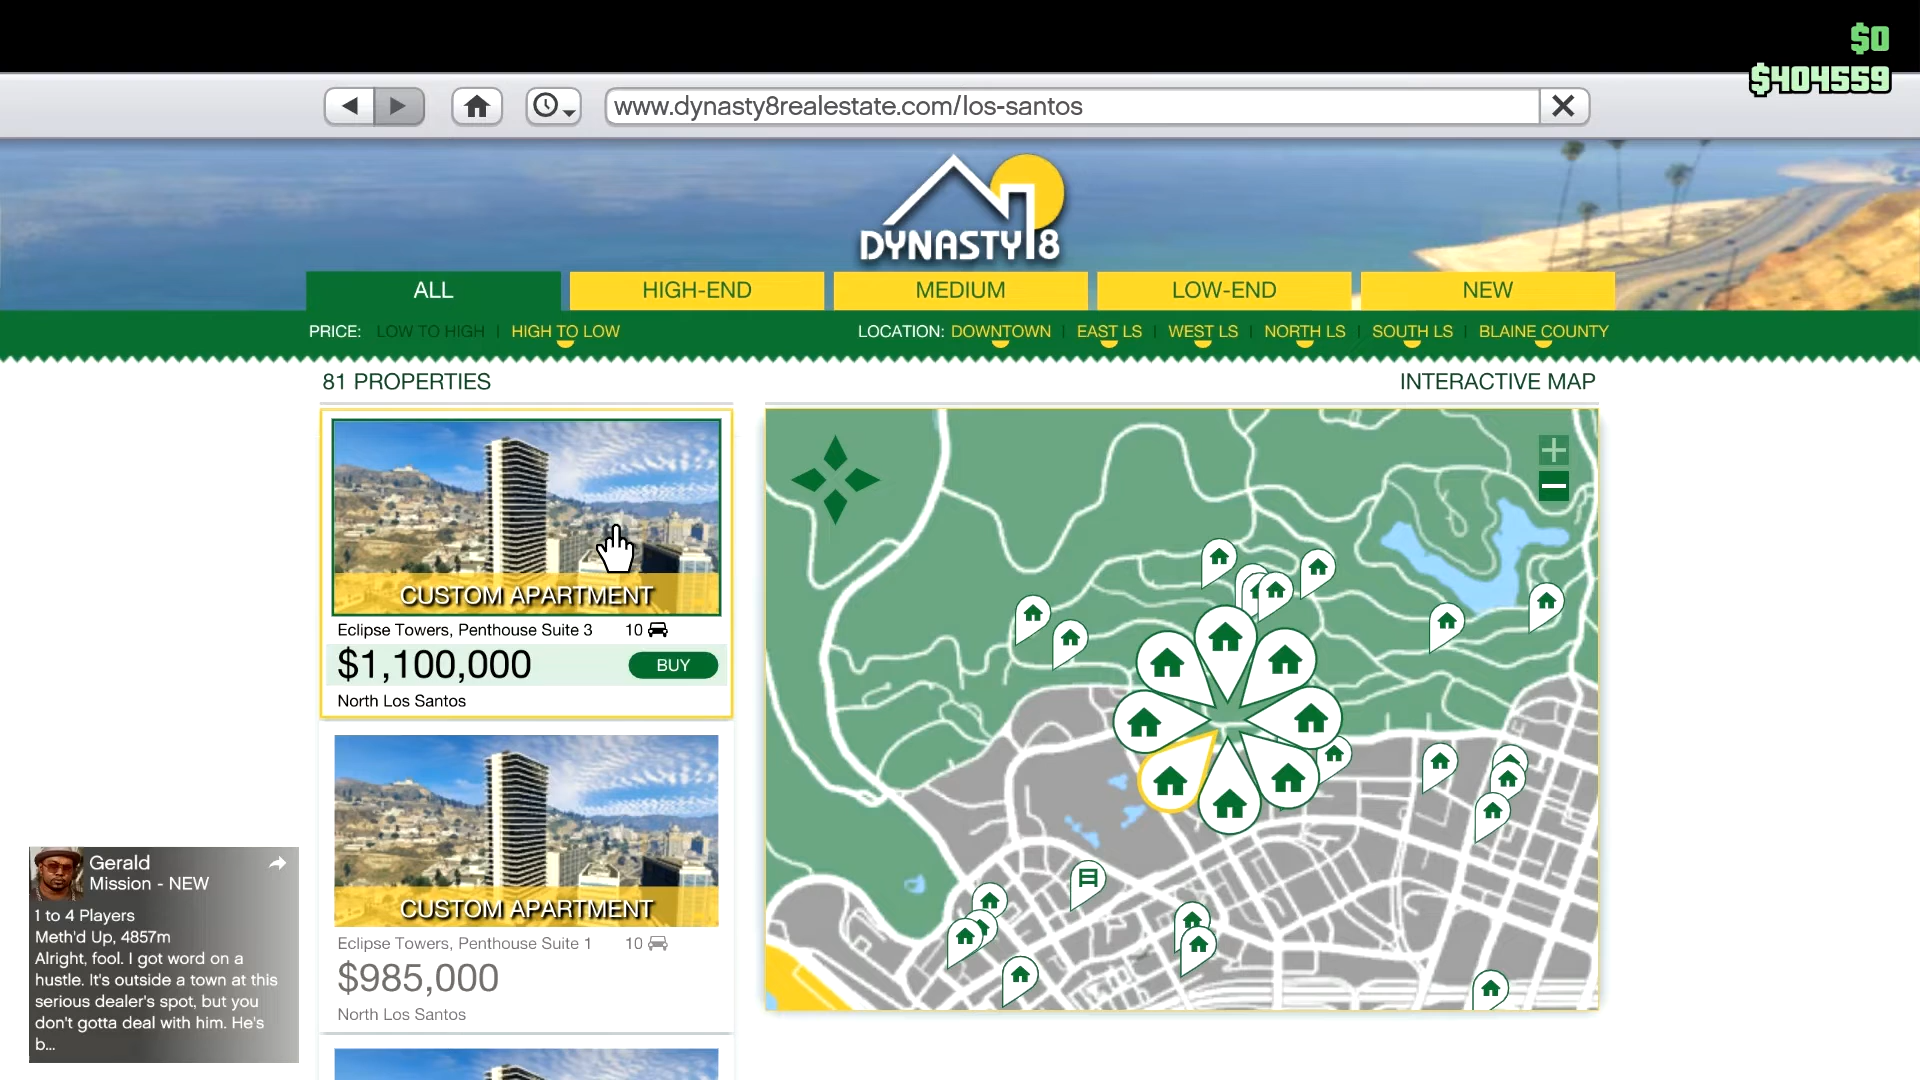 $0
$404559
www.dynasty8realestate.com/los-santos
DYNASTY 8
ALL
HIGH-END
MEDIUM
LOW-END
NEW
PRICE: LOW TO HIGH | HIGH TO LOW
LOCATION: DOWNTOWN | EAST LS | WEST LS | NORTH LS | SOUTH LS | BLAINE COUNTY
81 PROPERTIES
INTERACTIVE MAP
CUSTOM APARTMENT
Eclipse Towers, Penthouse Suite 3 10
$1,100,000 BUY
North Los Santos
CUSTOM APARTMENT
Eclipse Towers, Penthouse Suite 1 10
$985,000
North Los Santos
Gerald
Mission - NEW
1 to 4 Players
Meth'd Up, 4857m
Alright, fool. I got word on a
hustle. It's outside a town at this
serious dealer's spot, but you
don't gotta deal with him. He's
b...